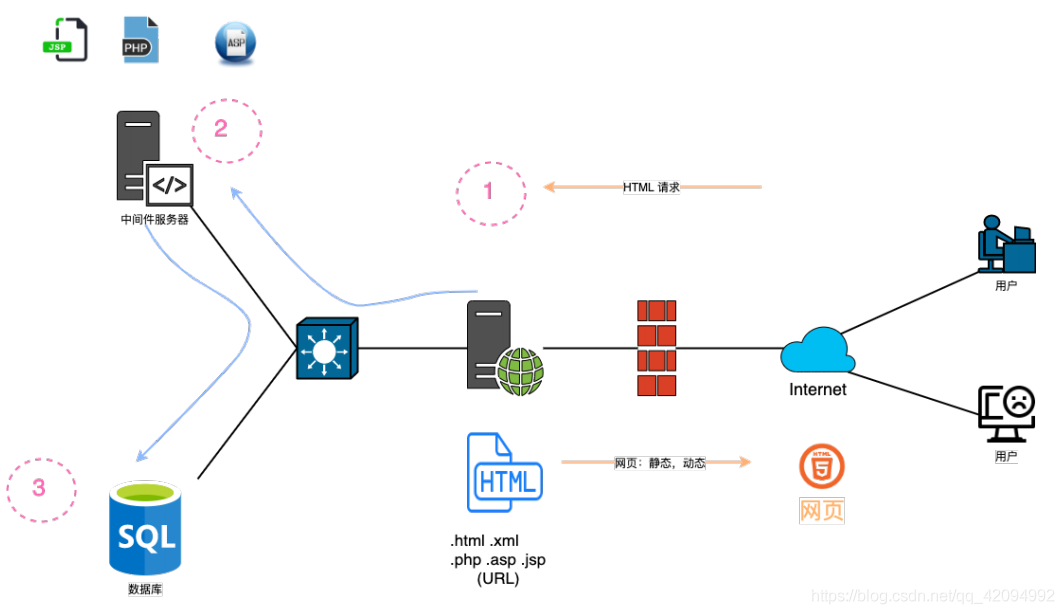 JSP
PHP
ASP
2
</>
中间件服务器
1
HTML 请求
用户
Internet
用户
HTML
网页：静态，动态
HTML
5
网页
3
SQL
数据库
.html .xml
.php .asp .jsp
(URL)
https://blog.csdn.net/qq_42094992